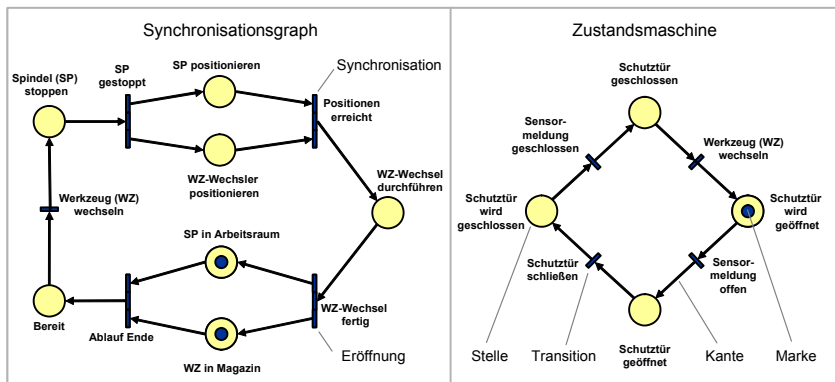 Synchronisationsgraph
Spindel (SP)
stoppen
SP
gestoppt
SP positionieren
Synchronisation
Positionen
erreicht
WZ-Wechsler
positionieren
WZ-Wechsel
durchführen
Werkzeug (WZ)
wechseln
SP in Arbeitsraum
Bereit
Ablauf Ende
WZ-Wechsel
fertig
WZ in Magazin
Eröffnung
Zustandsmaschine
Schutztür
geschlossen
Sensor-
meldung
geschlossen
Werkzeug (WZ)
wechseln
Schutztür
wird
geschlossen
Schutztür
wird
geöffnet
Schutztür
schließen
Sensor-
meldung
offen
Schutztür
geöffnet
Stelle
Transition
Kante
Marke